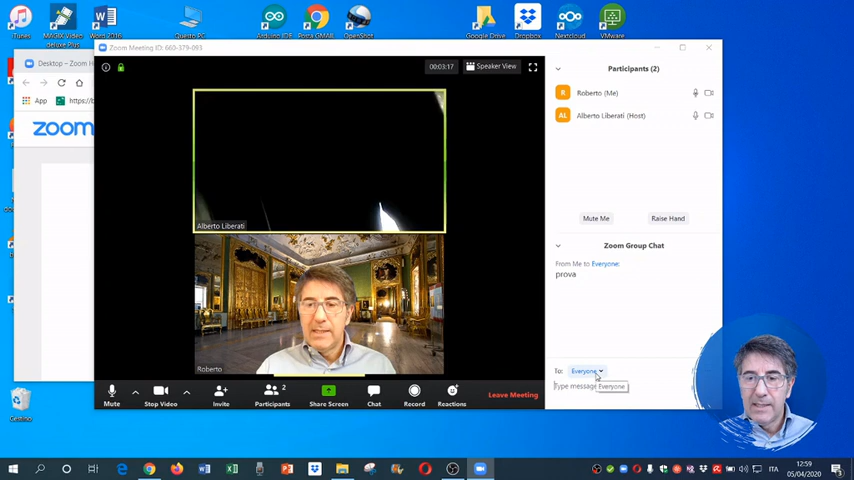 iTunes
MAGIX Video
deluxe Plus
Word 2016
Questo PC
Arduino IDE
Posta GMAIL
OpenShot
Google Drive
Dropbox
Nextcloud
VMware
Zoom Meeting ID: 660-379-093
Desktop – Zoom H
App
https://b
zoom
00:03:17
Speaker View
Alberto Liberati
Roberto
Participants (2)
R
Roberto (Me)
AL
Alberto Liberati (Host)
Mute Me
Raise Hand
Zoom Group Chat
From Me to Everyone:
prova
To:
Everyone
Type message
Everyone
Mute
Stop Video
Invite
2
Participants
Share Screen
Chat
Record
Reactions
Leave Meeting
Cestino
ITA
12:59
05/04/2020